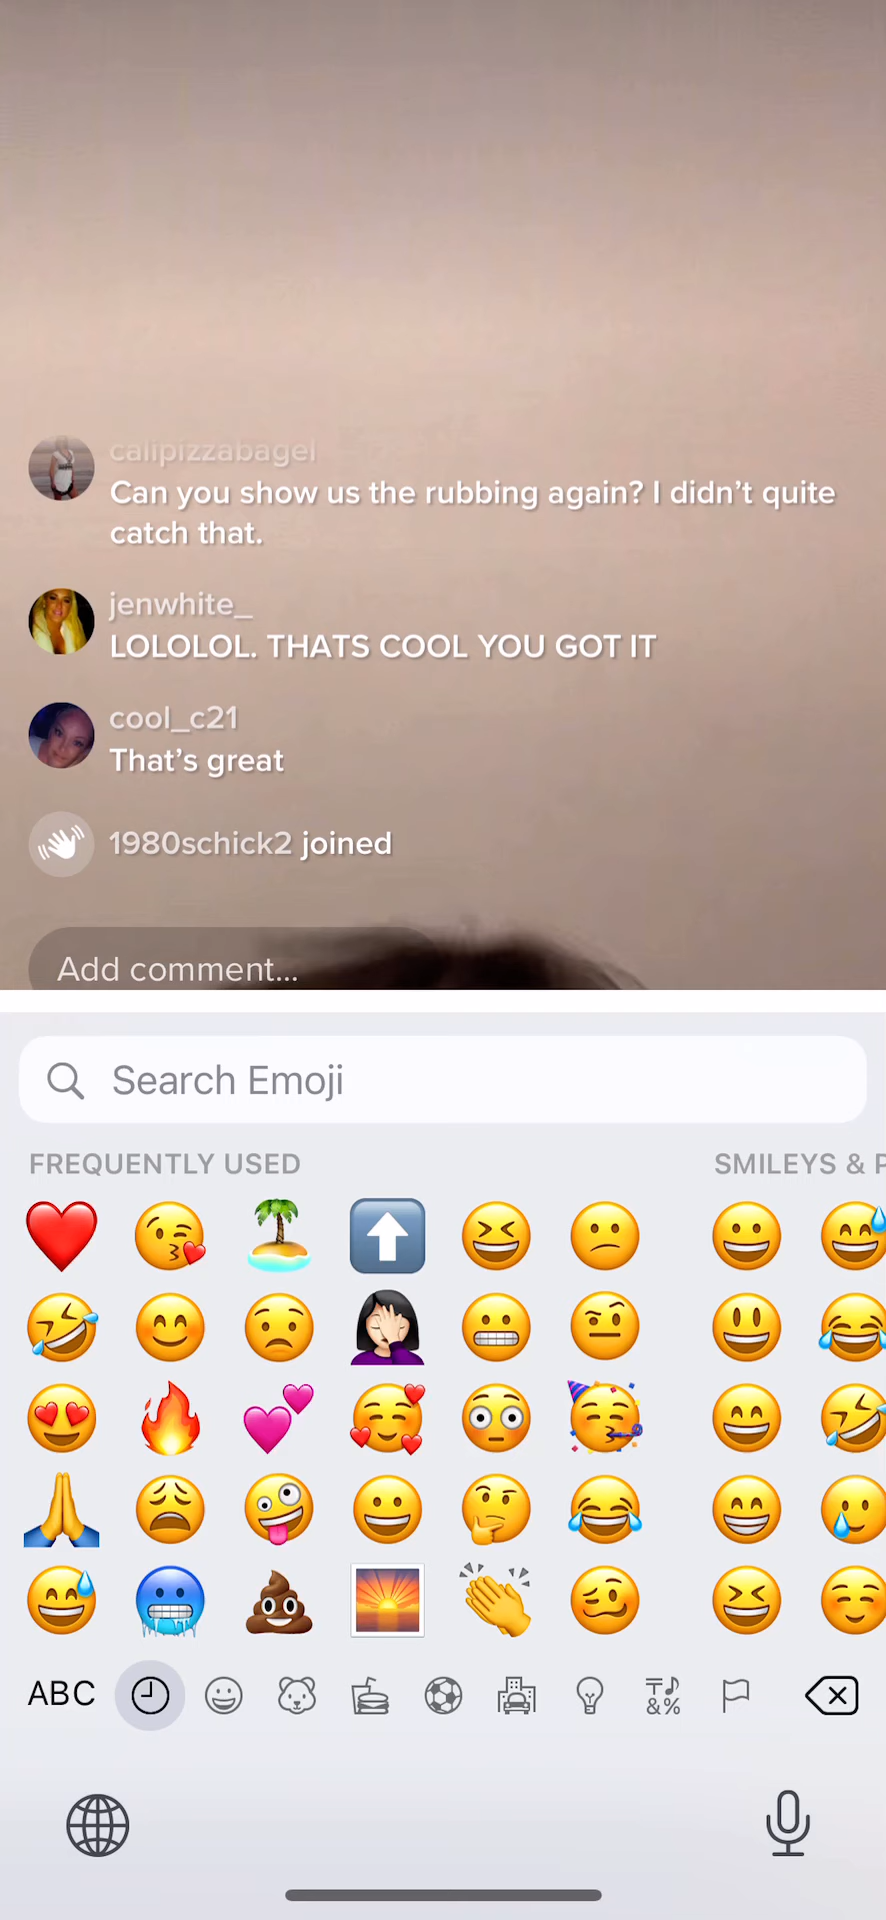 calipizzabagel
Can you show us the rubbing again? I didn't quite
catch that.
jenwhite_
LOLOLOL. THATS COOL YOU GOT IT
cool_c21
That's great
1980schick2 joined
Add comment...
Search Emoji
FREQUENTLY USED
SMILEYS & P
ABC
&%